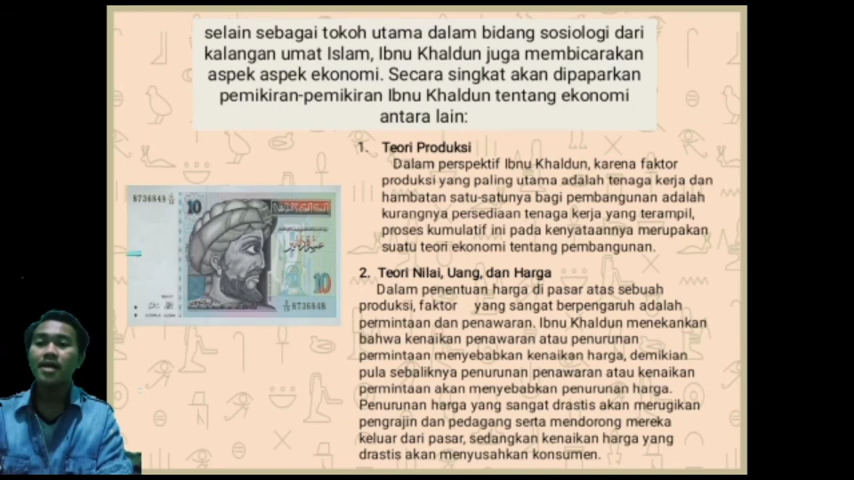 selain sebagai tokoh utama dalam bidang sosiologi dari
kalangan umat Islam, Ibnu Khaldun juga membicarakan
aspek aspek ekonomi. Secara singkat akan dipaparkan
pemikiran-pemikiran Ibnu Khaldun tentang ekonomi
antara lain:
1. Teori Produksi
Dalam perspektif Ibnu Khaldun, karena faktor
produksi yang paling utama adalah tenaga kerja dan
hambatan satu-satunya bagi pembangunan adalah
kurangnya persediaan tenaga kerja yang terampil,
proses kumulatif ini pada kenyataannya merupakan
suatu teori ekonomi tentang pembangunan.
8736848
10
10
8736848
2. Teori Nilai, Uang, dan Harga
Dalam penentuan harga di pasar atas sebuah
produksi, faktor yang sangat berpengaruh adalah
permintaan dan penawaran. Ibnu Khaldun menekankan
bahwa kenaikan penawaran atau penurunan
permintaan menyebabkan kenaikan harga, demikian
pula sebaliknya penurunan penawaran atau kenaikan
permintaan akan menyebabkan penurunan harga.
Penurunan harga yang sangat drastis akan merugikan
pengrajin dan pedagang serta mendorong mereka
keluar dari pasar, sedangkan kenaikan harga yang
drastis akan menyusahkan konsumen.